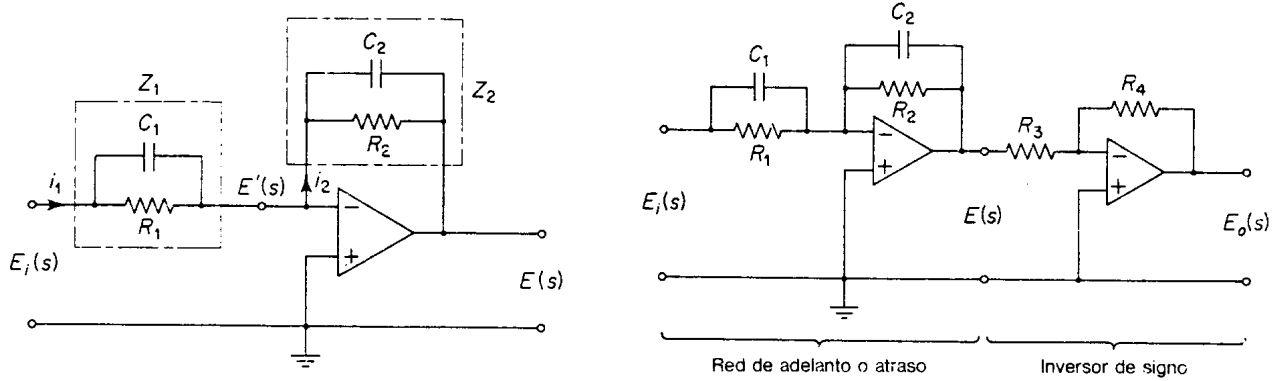 C₂
Z₂
R₂
Z₁
C₁
R₁
i₁
E'(s)
i₂
−
+
Eᵢ(s)
E(s)
C₂
C₁
R₂
R₁
−
+
R₄
R₃
−
+
Eᵢ(s)
E(s)
Eₒ(s)
Red de adelanto o atraso
Inversor de signo